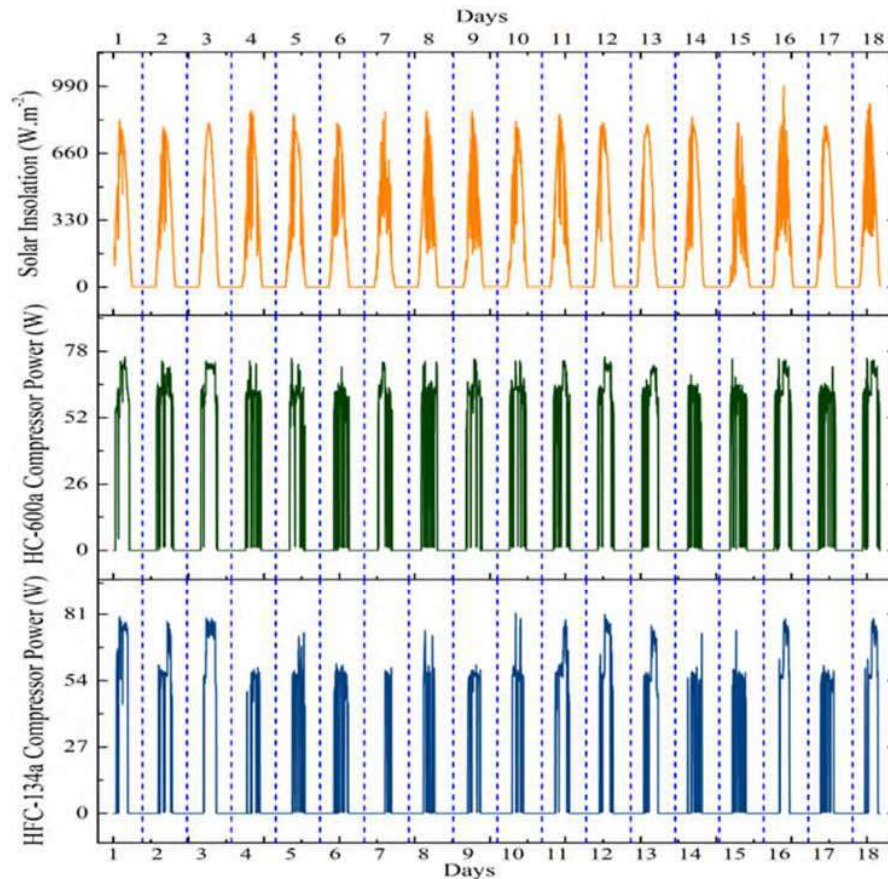 Days
1 2 3 4 5 6 7 8 9 10 11 12 13 14 15 16 17 18
Solar Insolation (W.m-2)
990
660
330
0
HC-600a Compressor Power (W)
78
52
26
0
HFC-134a Compressor Power (W)
81
54
27
0
1 2 3 4 5 6 7 8 9 10 11 12 13 14 15 16 17 18
Days